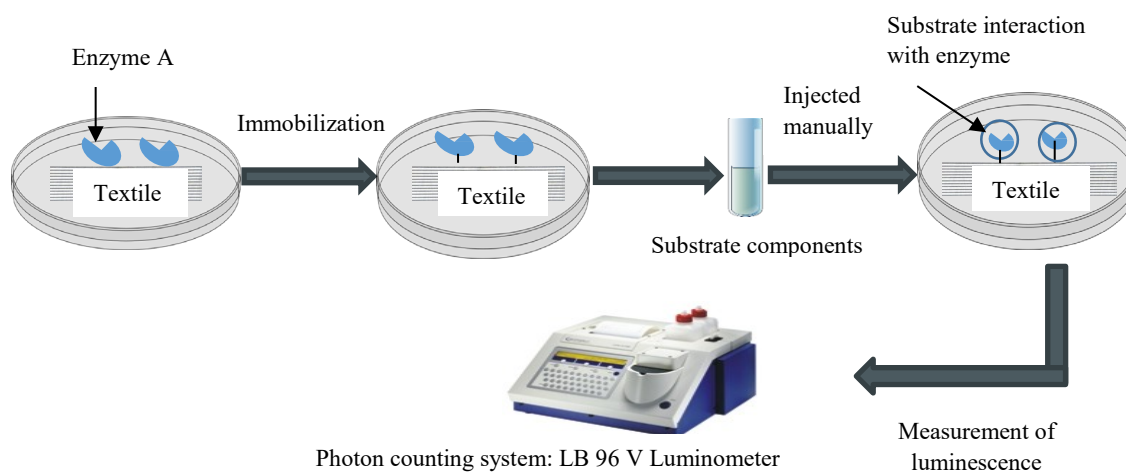 Enzyme A
Immobilization
Textile
Textile
Substrate components
Injected
manually
Substrate interaction
with enzyme
Textile
Measurement of
luminescence
Photon counting system: LB 96 V Luminometer